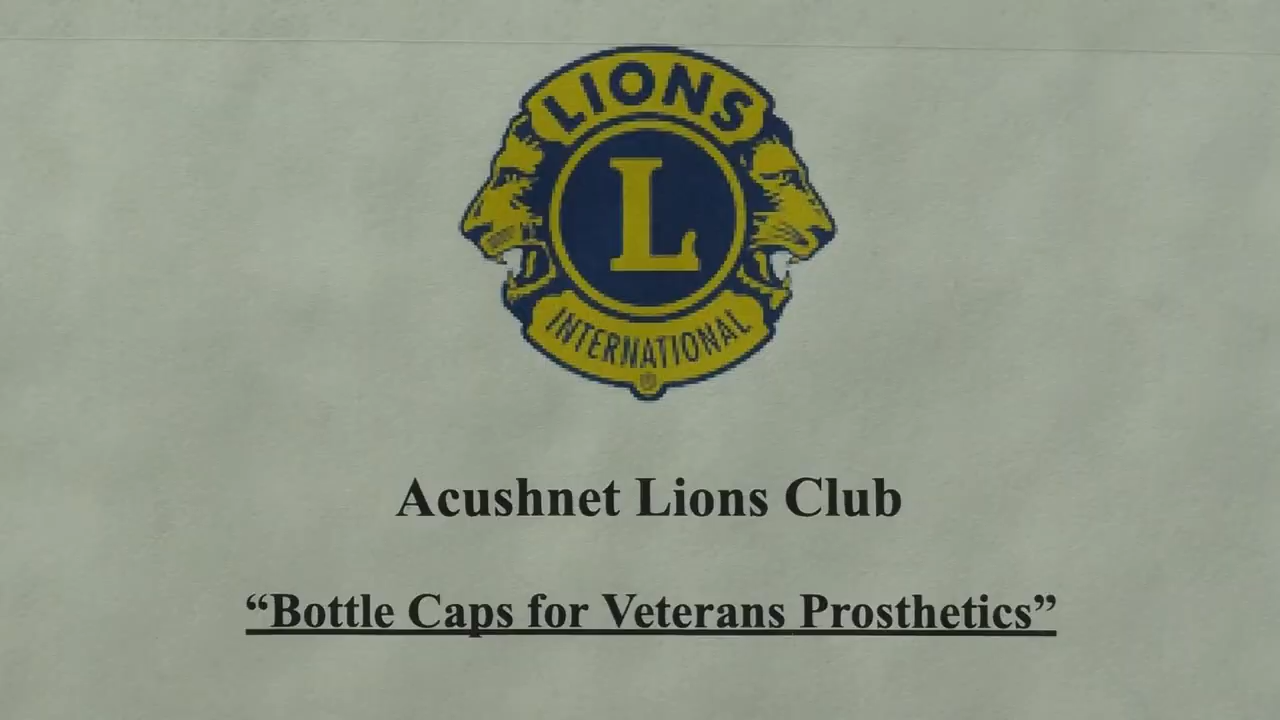 LIONS
L
INTERNATIONAL
®
Acushnet Lions Club
“Bottle Caps for Veterans Prosthetics”